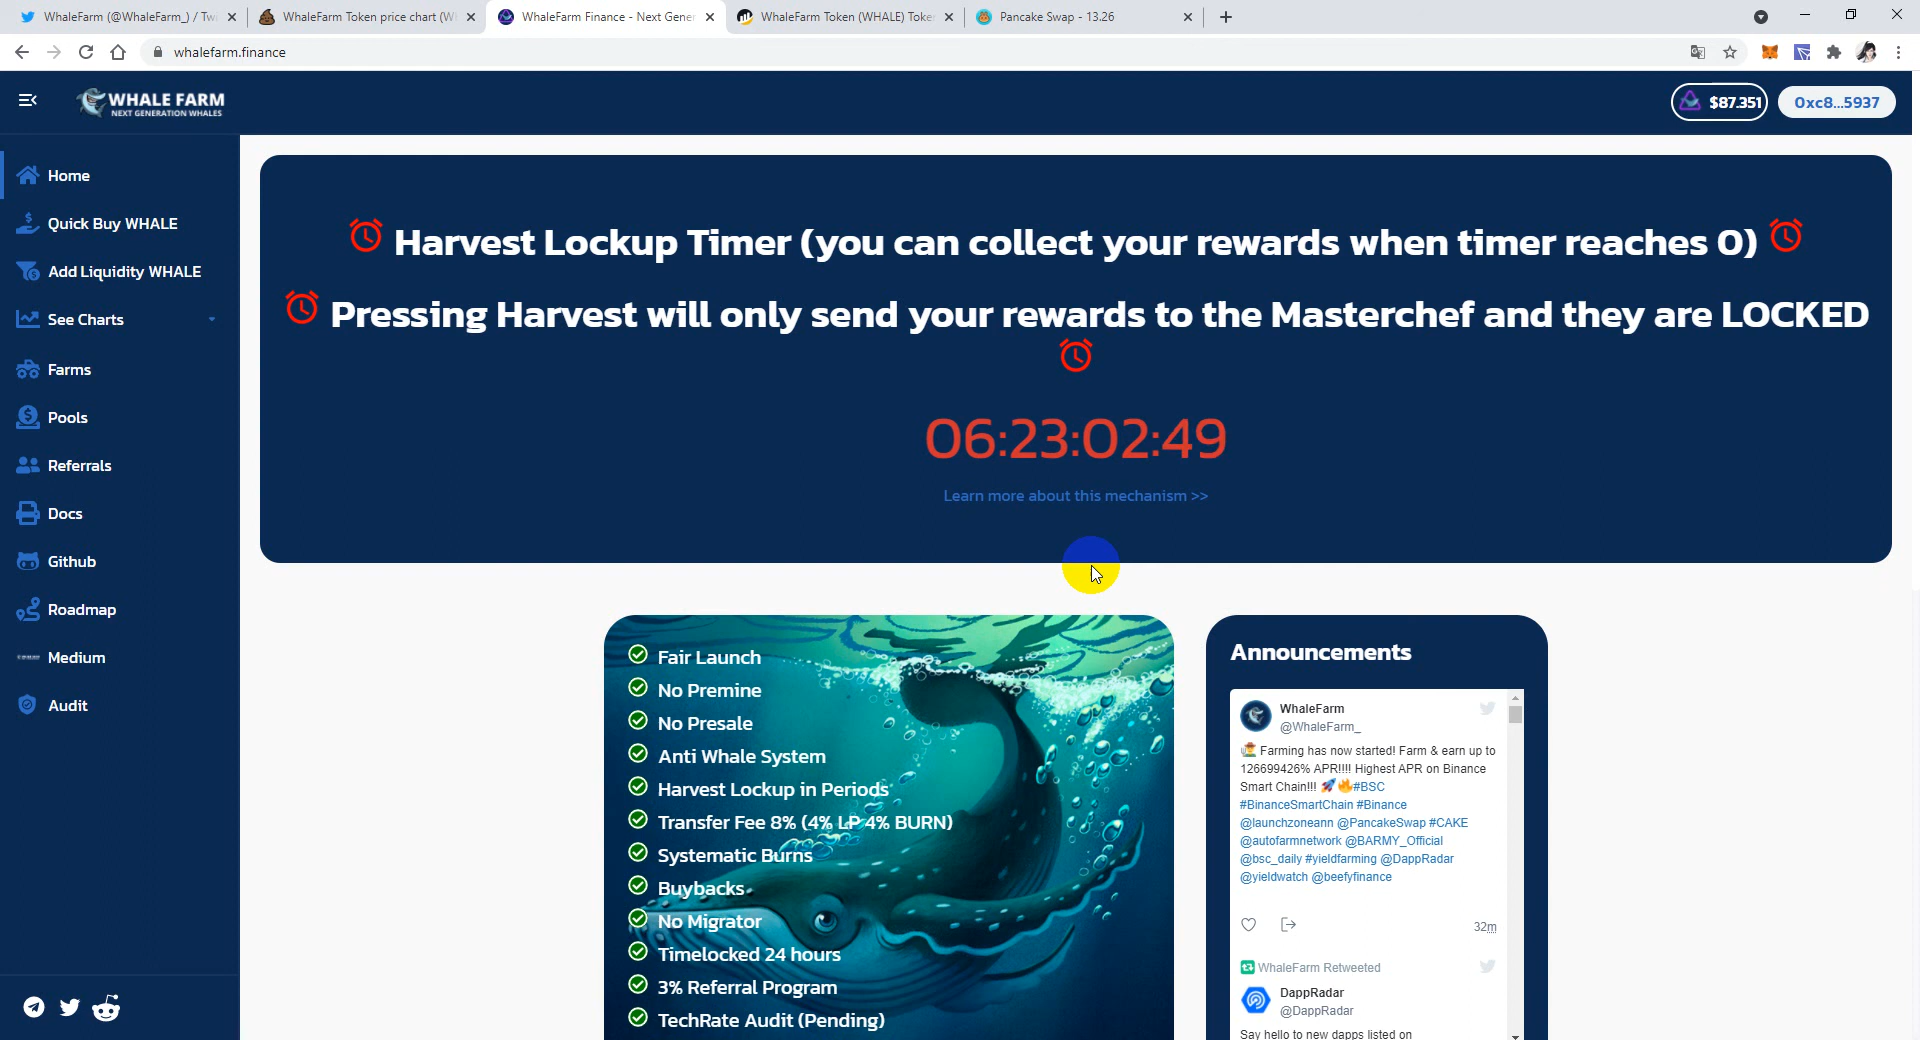 WhaleFarm (@WhaleFarm_) / Tw
WhaleFarm Token price chart (W
WhaleFarm Finance - Next Gener
WhaleFarm Token (WHALE) Toke
Pancake Swap - 13.26
whalefarm.finance
WHALE FARM
NEXT GENERATION WHALES
$87.351
0xc8...5937
Home
Quick Buy WHALE
Add Liquidity WHALE
See Charts
Farms
Pools
Referrals
Docs
Github
Roadmap
Medium
Audit
Harvest Lockup Timer (you can collect your rewards when timer reaches 0)
Pressing Harvest will only send your rewards to the Masterchef and they are LOCKED
06:23:02:49
Learn more about this mechanism >>
Fair Launch
No Premine
No Presale
Anti Whale System
Harvest Lockup in Periods
Transfer Fee 8% (4% LP 4% BURN)
Systematic Burns
Buybacks
No Migrator
Timelocked 24 hours
3% Referral Program
TechRate Audit (Pending)
Announcements
WhaleFarm
@WhaleFarm_
Farming has now started! Farm & earn up to
126699426% APR!!!! Highest APR on Binance
Smart Chain!!! 🚀🔥#BSC
#BinanceSmartChain #Binance
@launchzoneann @PancakeSwap #CAKE
@autofarmnetwork @BARMY_Official
@bsc_daily #yieldfarming @DappRadar
@yieldwatch @beefyfinance
32m
WhaleFarm Retweeted
DappRadar
@DappRadar
Say hello to new dapps listed on